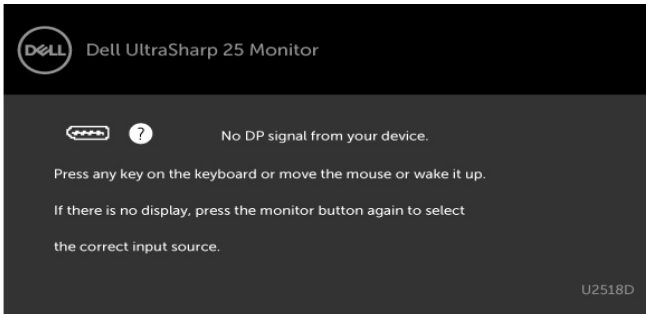 DELL
Dell UltraSharp 25 Monitor
? No DP signal from your device.
Press any key on the keyboard or move the mouse or wake it up.
If there is no display, press the monitor button again to select
the correct input source.
U2518D